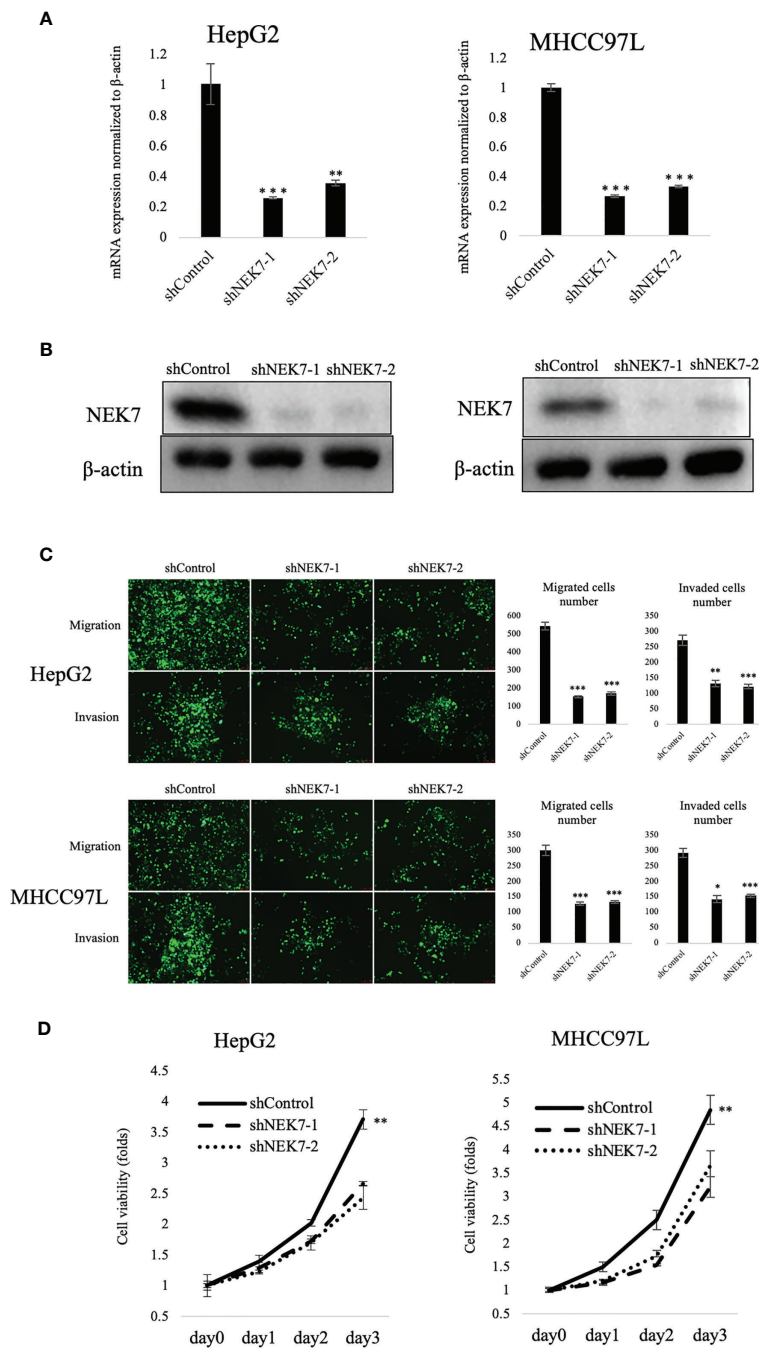 A
HepG2
mRNA expression normalized to β-actin
1.2
1
0.8
0.6
0.4
0.2
0
***
**
shControl
shNEK7-1
shNEK7-2
MHCC97L
mRNA expression normalized to β-actin
1.2
1
0.8
0.6
0.4
0.2
0
***
***
shControl
shNEK7-1
shNEK7-2
B
shControl shNEK7-1 shNEK7-2
NEK7
β-actin
shControl shNEK7-1 shNEK7-2
NEK7
β-actin
C
shControl shNEK7-1 shNEK7-2
Migration
HepG2
Invasion
Migrated cells
number
600
500
400
300
200
100
0
***
***
shControl
shNEK7-1
shNEK7-2
Invaded cells
number
350
300
250
200
150
100
50
0
**
***
shControl
shNEK7-1
shNEK7-2
shControl shNEK7-1 shNEK7-2
Migration
MHCC97L
Invasion
Migrated cells
number
350
300
250
200
150
100
50
0
***
***
shControl
shNEK7-1
shNEK7-2
Invaded cells
number
350
300
250
200
150
100
50
0
*
***
shControl
shNEK7-1
shNEK7-2
D
HepG2
Cell viability (folds)
4.5
4
3.5
3
2.5
2
1.5
1
0.5
shControl
shNEK7-1
shNEK7-2
**
day0 day1 day2 day3
MHCC97L
Cell viability (folds)
5.5
5
4.5
4
3.5
3
2.5
2
1.5
1
0.5
shControl
shNEK7-1
shNEK7-2
**
day0 day1 day2 day3